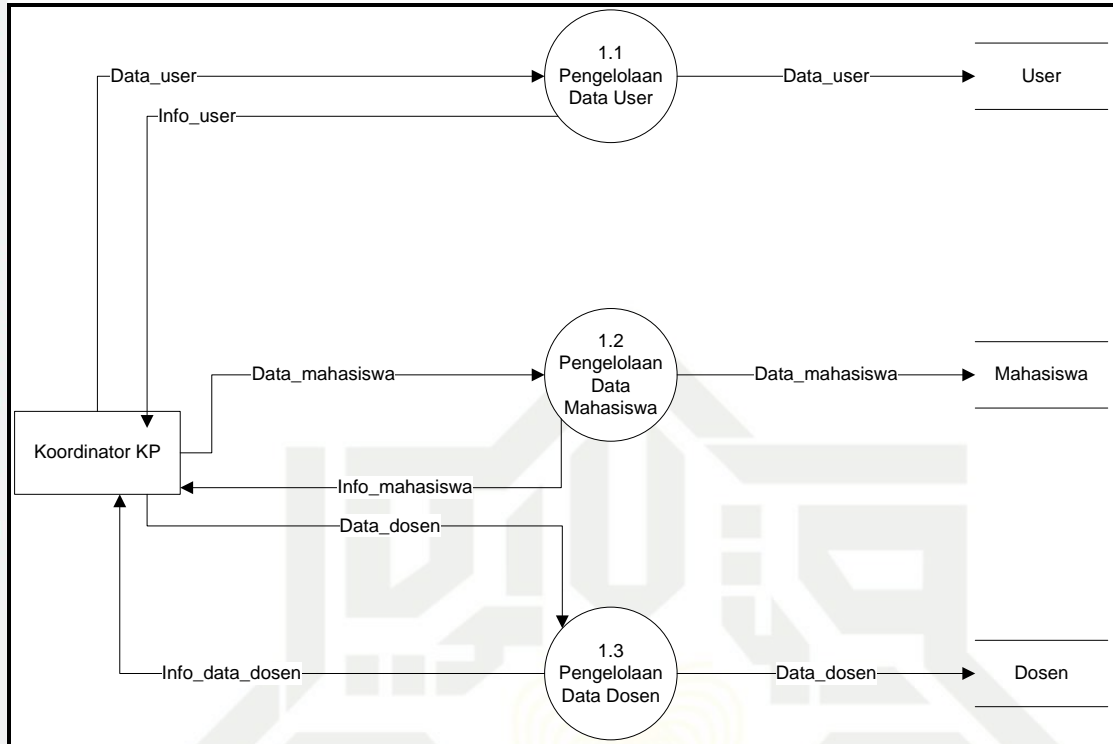 1.1
Pengelolaan
Data User
Data_user
Data_user
User
Info_user
1.2
Pengelolaan
Data
Mahasiswa
Data_mahasiswa
Data_mahasiswa
Mahasiswa
Koordinator KP
Info_mahasiswa
Data_dosen
1.3
Pengelolaan
Data Dosen
Info_data_dosen
Data_dosen
Dosen